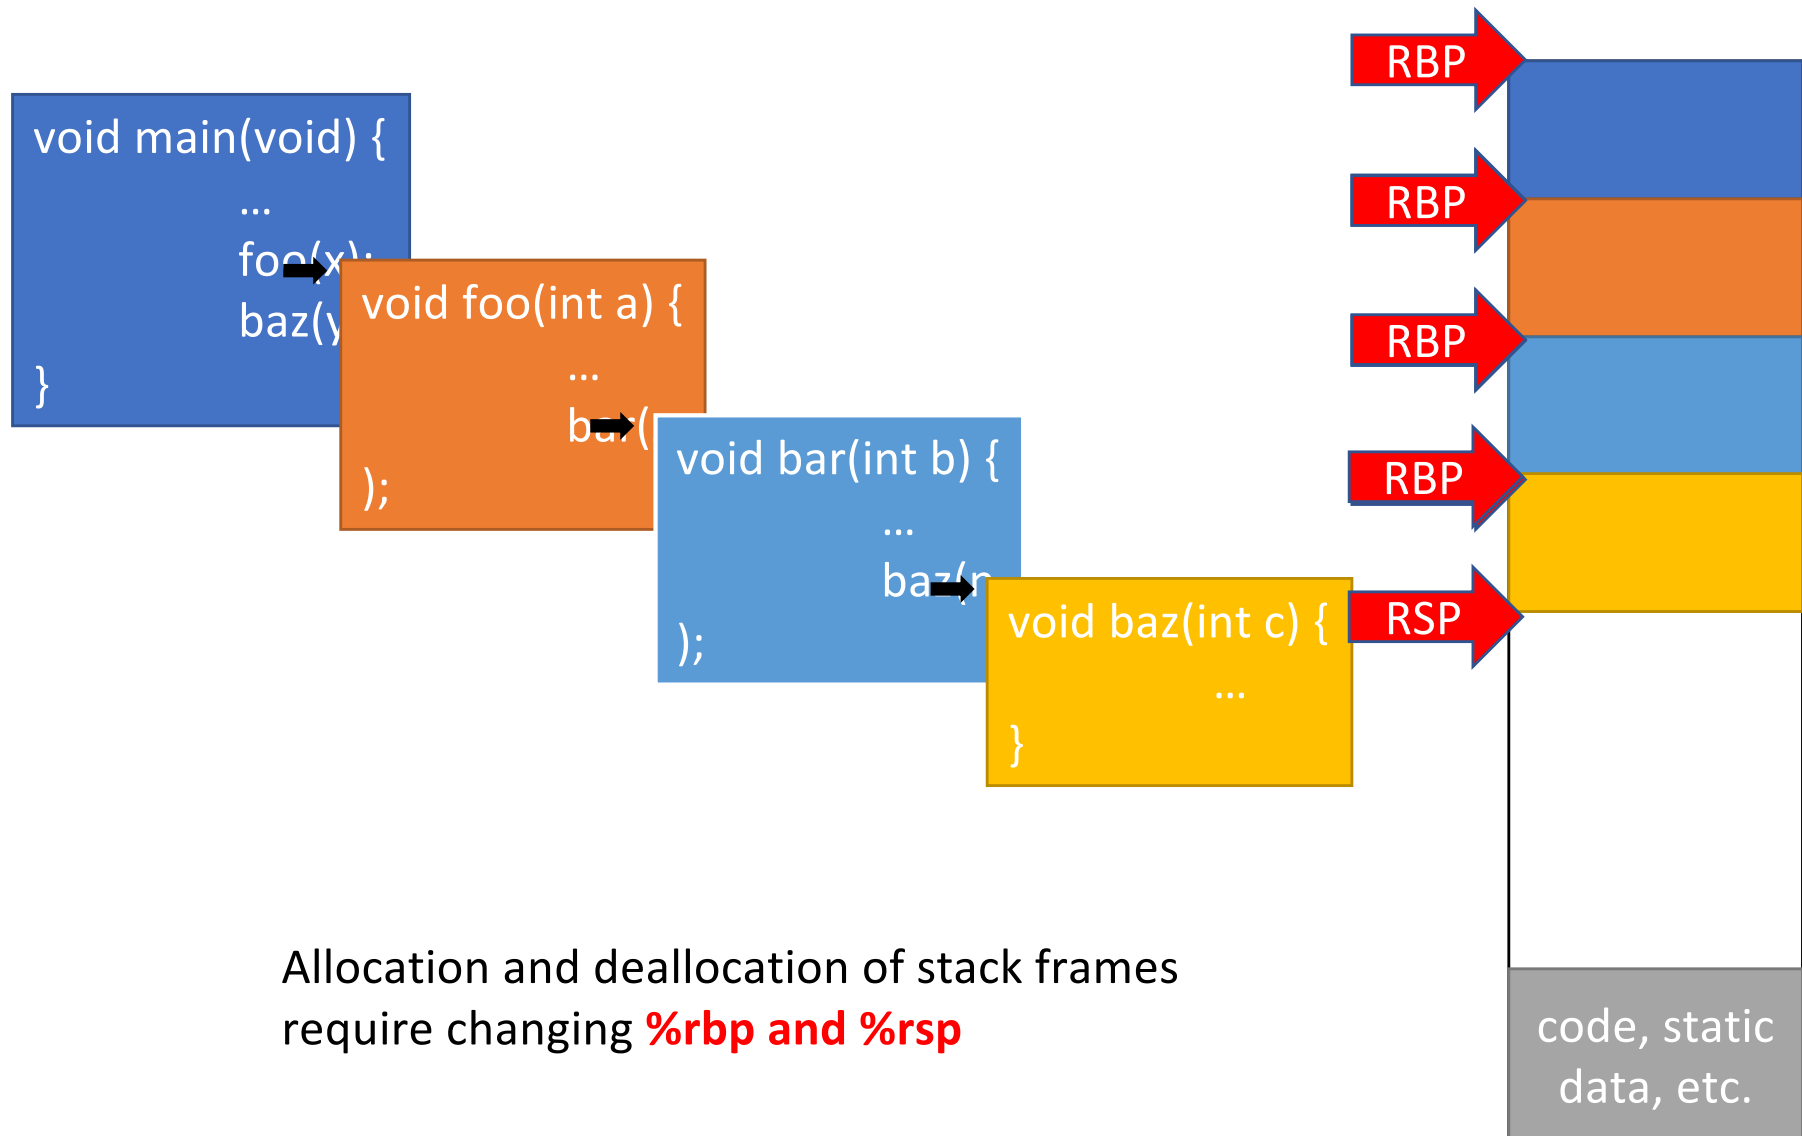 void main(void) {
…
foo(x);
baz(y
}
void foo(int a) {
…
bar(
);
void bar(int b) {
…
baz(n
);
void baz(int c) {
…
}
RBP
RBP
RBP
RBP
RSP
Allocation and deallocation of stack frames
require changing %rbp and %rsp
code, static
data, etc.